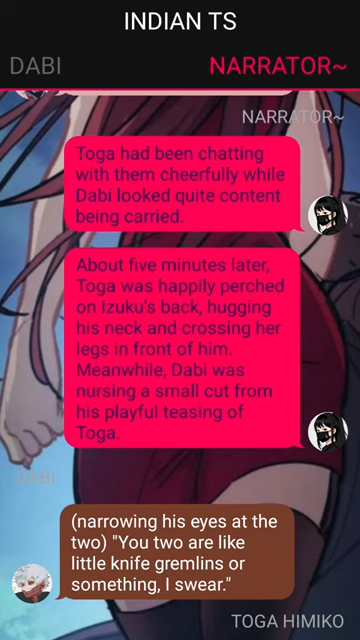 INDIAN TS
DABI
NARRATOR~
NARRATOR~
Toga had been chatting
with them cheerfully while
Dabi looked quite content
being carried.
About five minutes later,
Toga was happily perched
on Izuku's back, hugging
his neck and crossing her
legs in front of him.
Meanwhile, Dabi was
nursing a small cut from
his playful teasing of
Toga.
DABI
(narrowing his eyes at the
two) "You two are like
little knife gremlins or
something, I swear."
TOGA HIMIKO